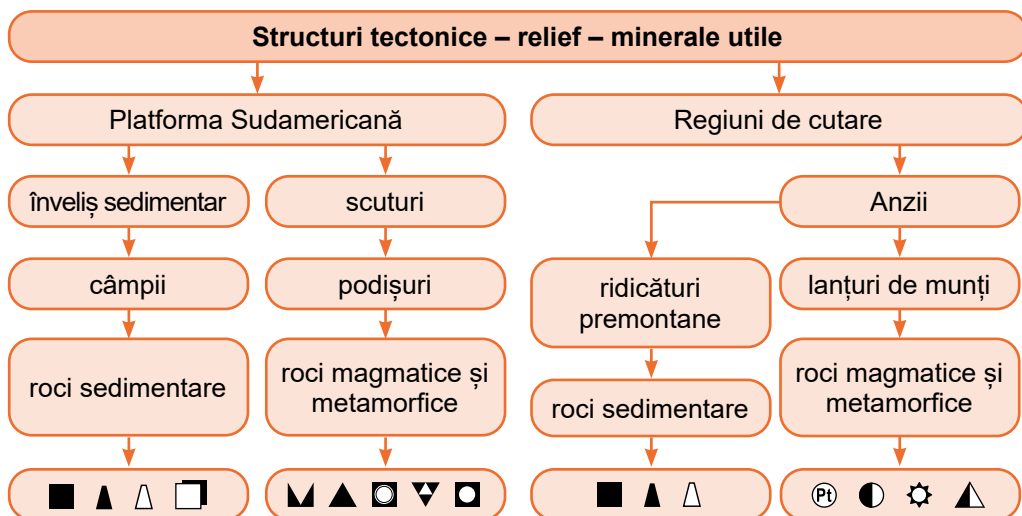 Structuri tectonice – relief – minerale utile
Platforma Sudamericană
Regiuni de cutare
înveliș sedimentar
scuturi
Anzii
câmpii
podișuri
ridicături
premontane
lanțuri de munți
roci sedimentare
roci magmatice și
metamorfice
roci sedimentare
roci magmatice și
metamorfice
Pt